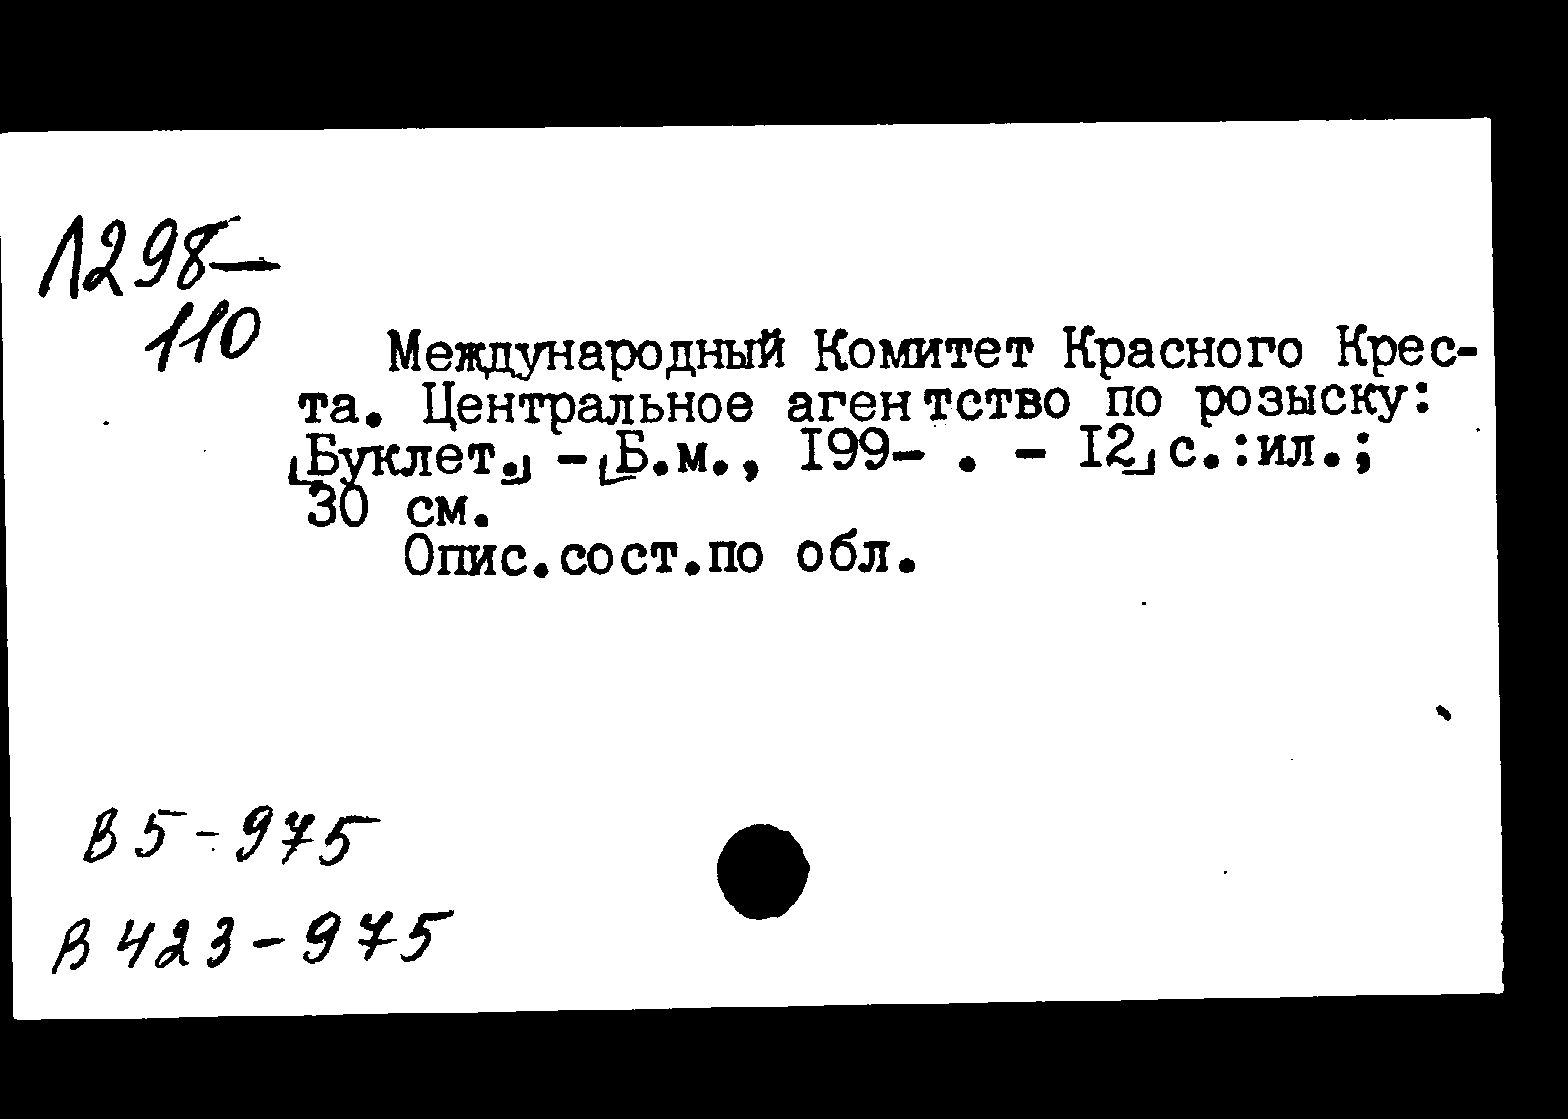 Л298—
110
Международный Комитет Красного Крес-
та. Центральное агентство по розыску:
[Буклет.] - [Б.м., 199- . - 12] с.:ил.;
30 см.
Опис.сост.по обл.
В5-975
В423-975